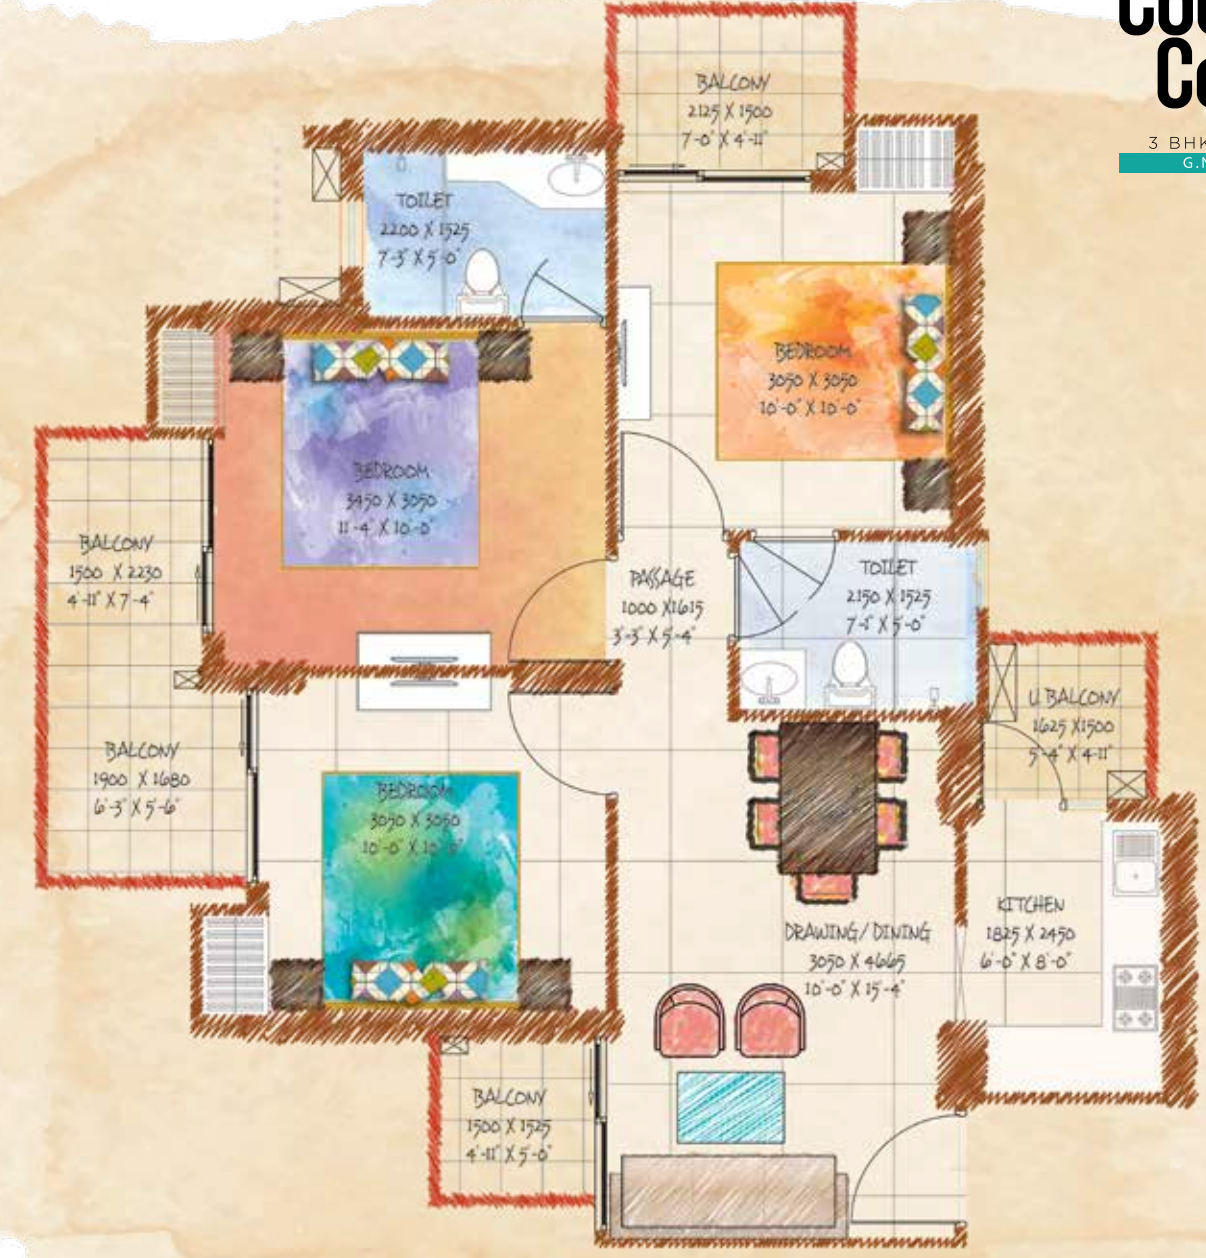 3 BHK
BALCONY
2125 X 1500
7'-0" X 4'-11"
TOILET
2200 X 1525
7'-3" X 5'-0"
BEDROOM
3050 X 3050
10'-0" X 10'-0"
BEDROOM
3450 X 3050
11'-4" X 10'-0"
BALCONY
1500 X 2230
4'-11" X 7'-4"
PASSAGE
1000 X1615
3'-3" X 5'-4"
TOILET
2150 X 1525
7'-1" X 5'-0"
U.BALCONY
1625 X1500
5'-4" X 4'-11"
BALCONY
1900 X 1680
6'-3" X 5'-6"
BEDROOM
3050 X 3050
10'-0" X 10'-0"
DRAWING/DINING
3050 X 4665
10'-0" X 15'-4"
KITCHEN
1825 X 2450
6'-0" X 8'-0"
BALCONY
1500 X 1525
4'-11" X 5'-0"